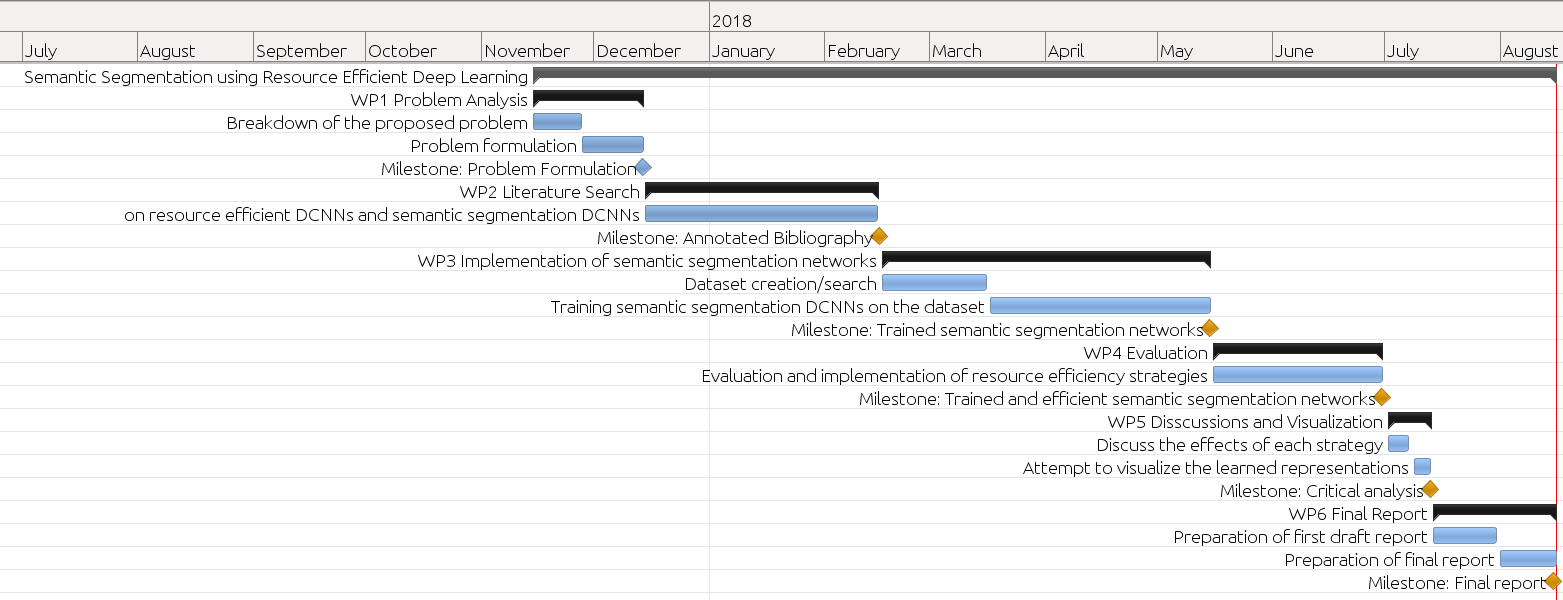 2018
July August September October November December January February March April May June July August
Semantic Segmentation using Resource Efficient Deep Learning
WP1 Problem Analysis
Breakdown of the proposed problem
Problem formulation
Milestone: Problem Formulation
WP2 Literature Search
on resource efficient DCNNs and semantic segmentation DCNNs
Milestone: Annotated Bibliography
WP3 Implementation of semantic segmentation networks
Dataset creation/search
Training semantic segmentation DCNNs on the dataset
Milestone: Trained semantic segmentation networks
WP4 Evaluation
Evaluation and implementation of resource efficiency strategies
Milestone: Trained and efficient semantic segmentation networks
WP5 Disscussions and Visualization
Discuss the effects of each strategy
Attempt to visualize the learned representations
Milestone: Critical analysis
WP6 Final Report
Preparation of first draft report
Preparation of final report
Milestone: Final report